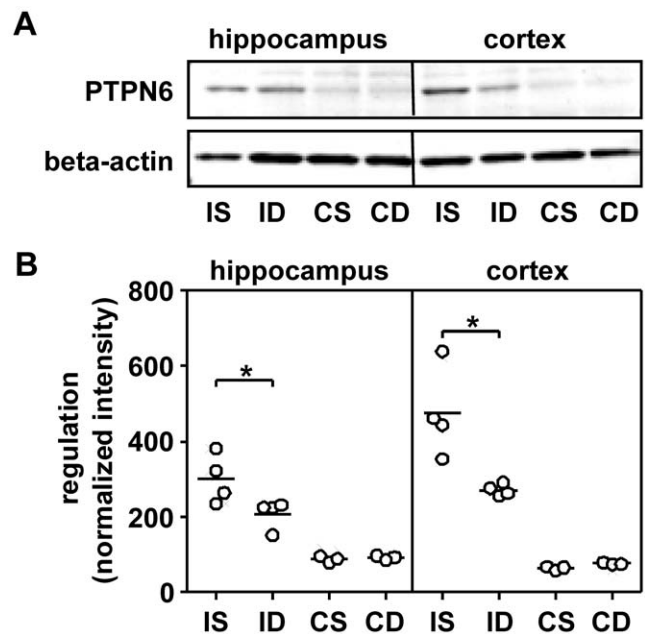 A
hippocampus cortex
PTPN6
beta-actin
IS ID CS CD IS ID CS CD
B
hippocampus cortex
regulation
(normalized intensity)
800
600
400
200
0
* *
IS ID CS CD IS ID CS CD